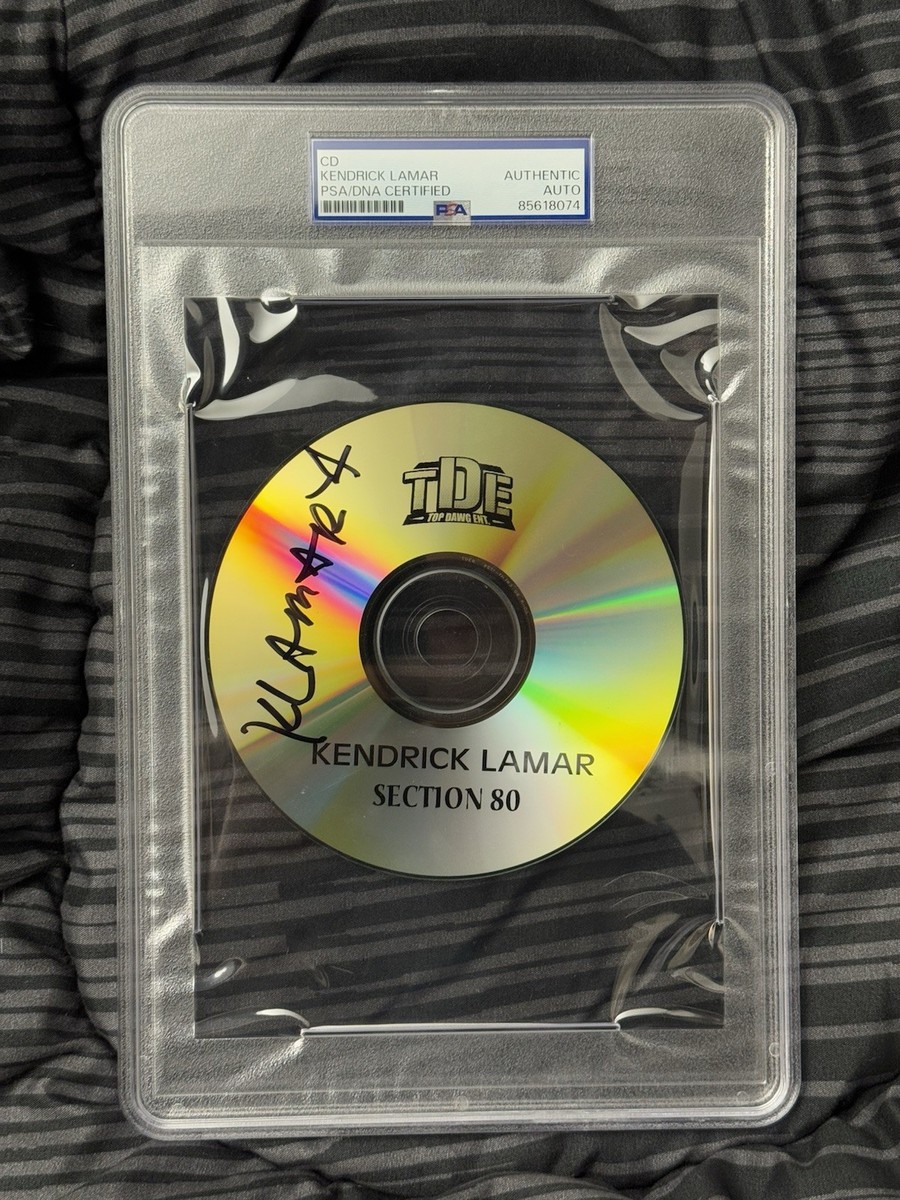 CD
KENDRICK LAMAR
PSA/DNA CERTIFIED
AUTHENTIC
AUTO
85618074
PSA
TDE
TOP DAWG ENT.
KLAMAR
KENDRICK LAMAR
SECTION 80